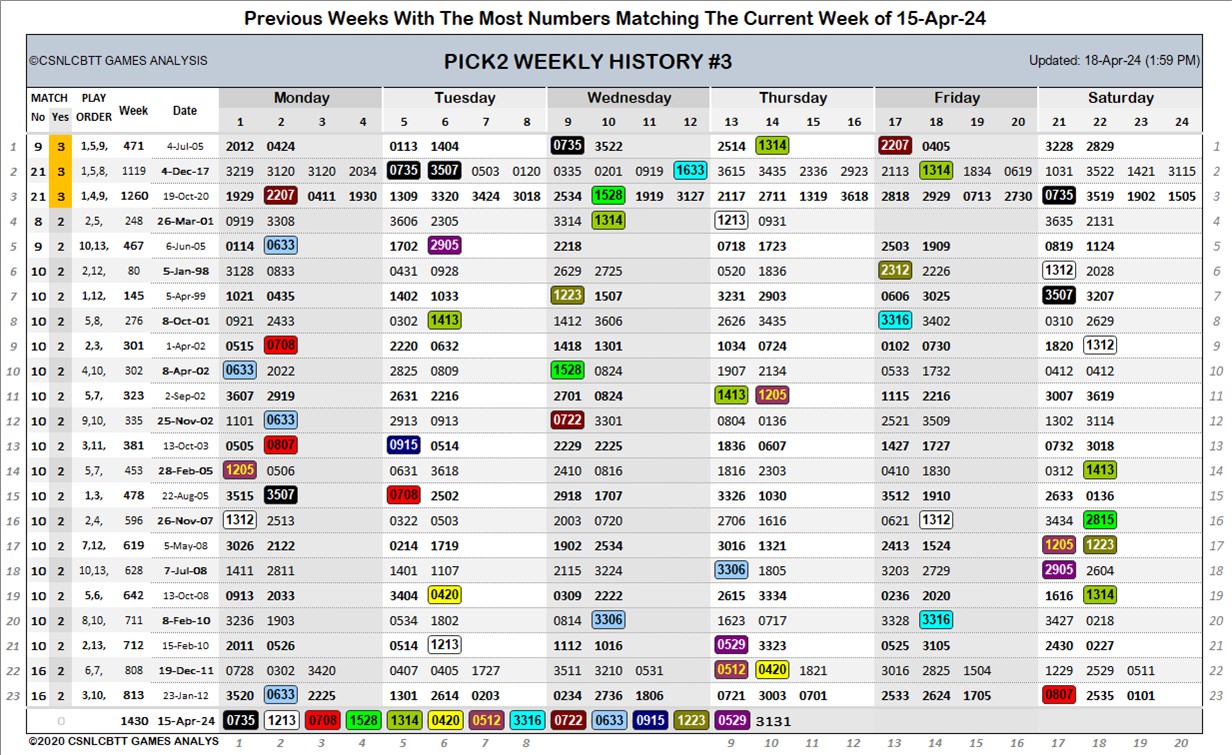 Previous Weeks With The Most Numbers Matching The Current Week of 15-Apr-24
©CSNLCBTT GAMES ANALYSIS PICK2 WEEKLY HISTORY #3 Updated: 18-Apr-24 (1:59 PM)
MATCH PLAY Week Date Monday Tuesday Wednesday Thursday Friday Saturday
No Yes ORDER 1 2 3 4 5 6 7 8 9 10 11 12 13 14 15 16 17 18 19 20 21 22 23 24
1 9 3 1,5,9, 471 4-Jul-05 2012 0424 0113 1404 0735 3522 2514 1314 2207 0405 3228 2829 1
2 21 3 1,5,8, 1119 4-Dec-17 3219 3120 3120 2034 0735 3507 0503 0120 0335 0201 0919 1633 3615 3435 2336 2923 2113 1314 1834 0619 1031 3522 1421 3115 2
3 21 3 1,4,9, 1260 19-Oct-20 1929 2207 0411 1930 1309 3320 3424 3018 2534 1528 1919 3127 2117 2711 1319 3618 2818 2929 0713 2730 0735 3519 1902 1505 3
4 8 2 2,5, 248 26-Mar-01 0919 3308 3606 2305 3314 1314 1213 0931 3635 2131 4
5 9 2 10,13, 467 6-Jun-05 0114 0633 1702 2905 2218 0718 1723 2503 1909 0819 1124 5
6 10 2 2,12, 80 5-Jan-98 3128 0833 0431 0928 2629 2725 0520 1836 2312 2226 1312 2028 6
7 10 2 1,12, 145 5-Apr-99 1021 0435 1402 1033 1223 1507 3231 2903 0606 3025 3507 3207 7
8 10 2 5,8, 276 8-Oct-01 0921 2433 0302 1413 1412 3606 2626 3435 3316 3402 0310 2629 8
9 10 2 2,3, 301 1-Apr-02 0515 0708 2220 0632 1418 1301 1034 0724 0102 0730 1820 1312 9
10 10 2 4,10, 302 8-Apr-02 0633 2022 2825 0809 1528 0824 1907 2134 0533 1732 0412 0412 10
11 10 2 5,7, 323 2-Sep-02 3607 2919 2631 2216 2701 0824 1413 1205 1115 2216 3007 3619 11
12 10 2 9,10, 335 25-Nov-02 1101 0633 2913 0913 0722 3301 0804 0136 2521 3509 1302 3114 12
13 10 2 3,11, 381 13-Oct-03 0505 0807 0915 0514 2229 2225 1836 0607 1427 1727 0732 3018 13
14 10 2 5,7, 453 28-Feb-05 1205 0506 0631 3618 2410 0816 1816 2303 0410 1830 0312 1413 14
15 10 2 1,3, 478 22-Aug-05 3515 3507 0708 2502 2918 1707 3326 1030 3512 1910 2633 0136 15
16 10 2 2,4, 596 26-Nov-07 1312 2513 0322 0503 2003 0720 2706 1616 0621 1312 3434 2815 16
17 10 2 7,12, 619 5-May-08 3026 2122 0214 1719 1902 2534 3016 1321 2413 1524 1205 1223 17
18 10 2 10,13, 628 7-Jul-08 1411 2811 1401 1107 2115 3224 3306 1805 3203 2729 2905 2604 18
19 10 2 5,6, 642 13-Oct-08 0913 2033 3404 0420 0309 2222 2615 3334 0236 2020 1616 1314 19
20 10 2 8,10, 711 8-Feb-10 3236 1903 0534 1802 0814 3306 1623 0717 3328 3316 3427 0218 20
21 10 2 2,13, 712 15-Feb-10 2011 0526 0541 1213 1112 1016 0529 3323 0525 3105 2430 0227 21
22 16 2 6,7, 808 19-Dec-11 0728 0302 3420 0407 0405 1727 3511 3210 0531 0512 0420 1821 3016 2825 1504 1229 2529 0511 22
23 16 2 3,10, 813 23-Jan-12 3520 0633 2225 1301 2614 0203 0234 2736 1806 0721 3003 0701 2533 2624 1705 0807 2535 0101 23
0 1430 15-Apr-24 0735 1213 0708 1528 1314 0420 0512 3316 0722 0633 0915 1223 0529 3131
©2020 CSNLCBTT GAMES ANALYS 1 2 3 4 5 6 7 8 9 10 11 12 13 14 15 16 17 18 19 20